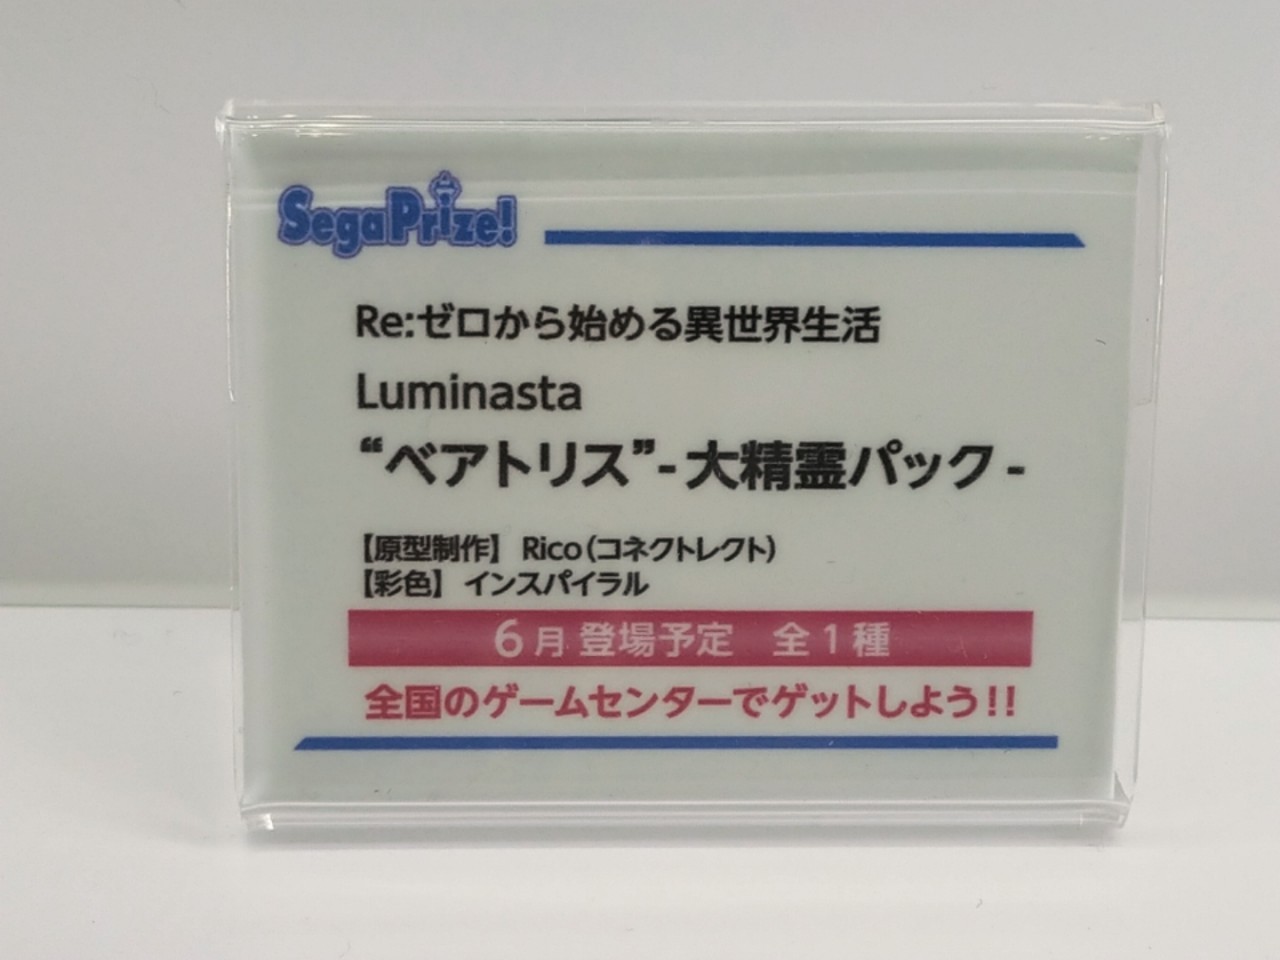 SegaPrize!
Re:ゼロから始める異世界生活
Luminasta
“ベアトリス”-大精霊パック-
【原型制作】 Rico(コネクトレクト)
【彩色】 インスパイラル
6月登場予定 全1種
全国のゲームセンターでゲットしよう!!